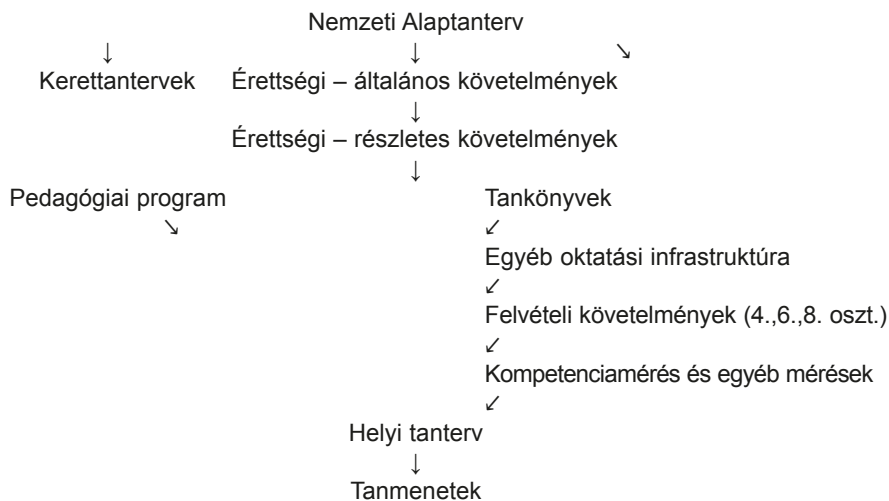 Nemzeti Alaptanterv
↓ ↓ ↘
Kerettantervek Érettségi – általános követelmények
↓
Érettségi – részletes követelmények
↓
Pedagógiai program Tankönyvek
↘ ↙
Egyéb oktatási infrastruktúra
↙
Felvételi követelmények (4.,6.,8. oszt.)
↙
Kompetenciamérés és egyéb mérések
↙
Helyi tanterv
↓
Tanmenetek